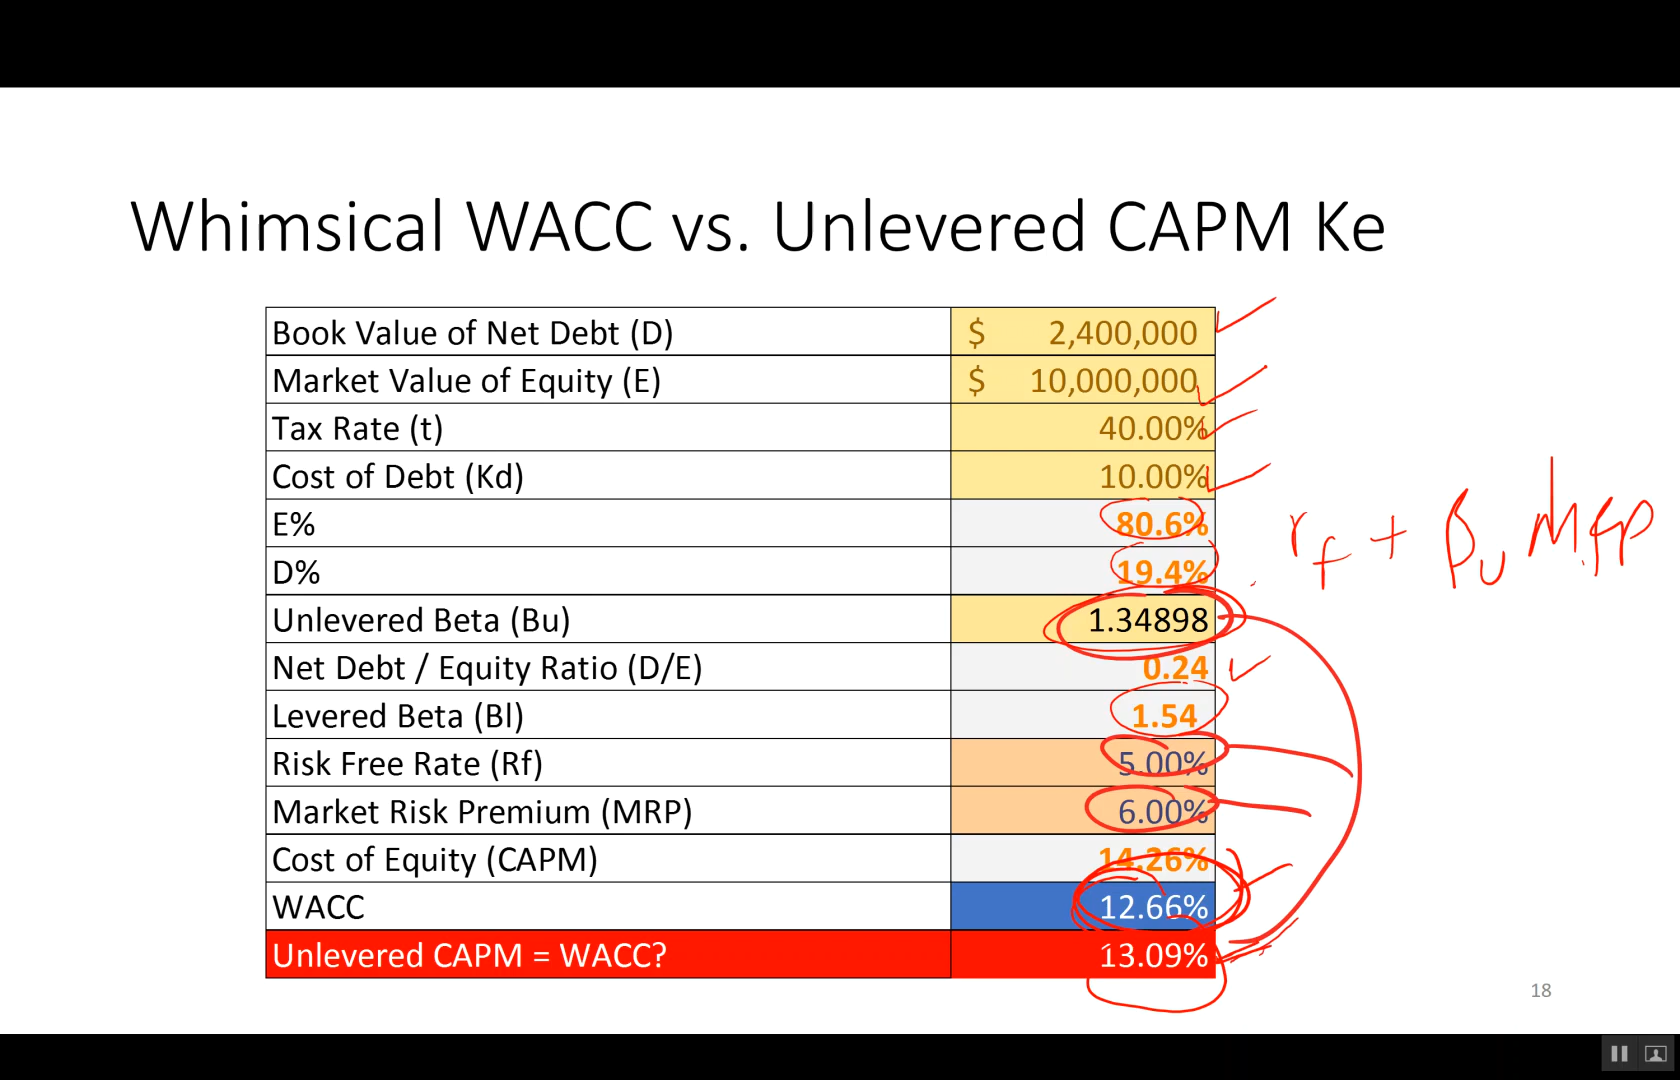 Whimsical WACC vs. Unlevered CAPM Ke
Book Value of Net Debt (D) $ 2,400,000
Market Value of Equity (E) $ 10,000,000
Tax Rate (t) 40.00%
Cost of Debt (Kd) 10.00%
E% 80.6%
D% 19.4%
rf + βu MRP
Unlevered Beta (Bu) 1.34898
Net Debt / Equity Ratio (D/E) 0.24
Levered Beta (Bl) 1.54
Risk Free Rate (Rf) 5.00%
Market Risk Premium (MRP) 6.00%
Cost of Equity (CAPM) 14.26%
WACC 12.66%
Unlevered CAPM = WACC? 13.09%
18